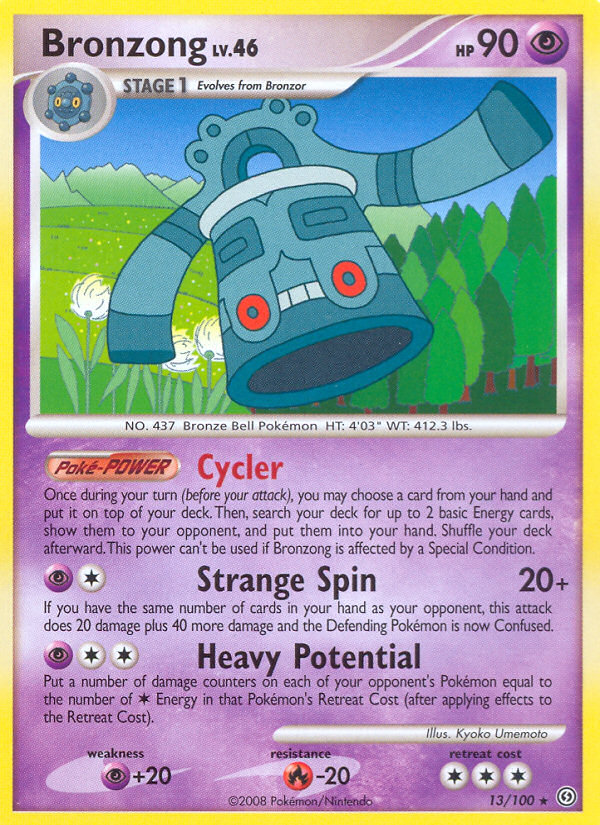 Bronzong LV.46 HP 90
STAGE 1 Evolves from Bronzor
NO. 437 Bronze Bell Pokémon HT: 4'03" WT: 412.3 lbs.
Poké-POWER Cycler
Once during your turn (before your attack), you may choose a card from your hand and
put it on top of your deck. Then, search your deck for up to 2 basic Energy cards,
show them to your opponent, and put them into your hand. Shuffle your deck
afterward. This power can't be used if Bronzong is affected by a Special Condition.
Strange Spin 20+
If you have the same number of cards in your hand as your opponent, this attack
does 20 damage plus 40 more damage and the Defending Pokémon is now Confused.
Heavy Potential
Put a number of damage counters on each of your opponent's Pokémon equal to
the number of ✶ Energy in that Pokémon's Retreat Cost (after applying effects to
the Retreat Cost).
Illus. Kyoko Umemoto
weakness resistance retreat cost
+20 -20
©2008 Pokémon/Nintendo 13/100 ★